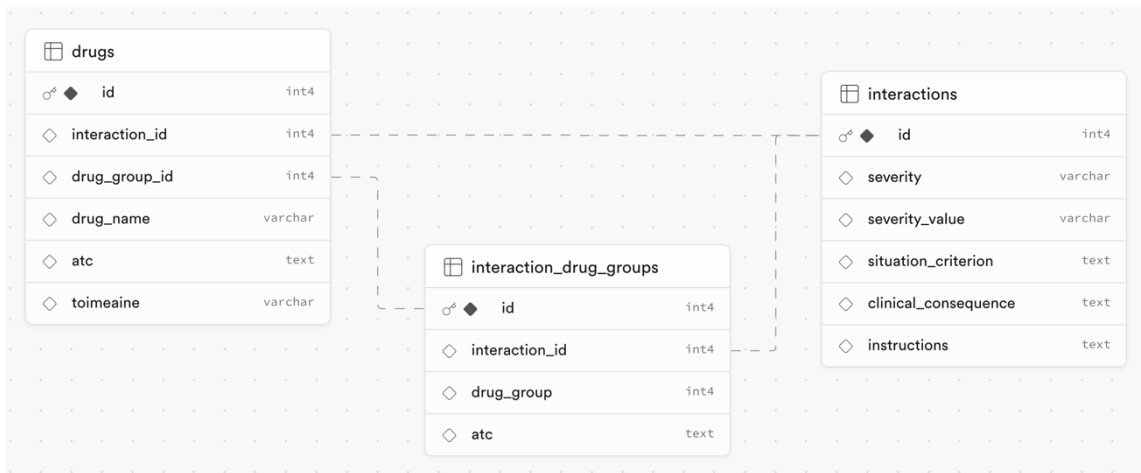 drugs
id int4
interaction_id int4
drug_group_id int4
drug_name varchar
atc text
toimeaine varchar
interaction_drug_groups
id int4
interaction_id int4
drug_group int4
atc text
interactions
id int4
severity varchar
severity_value varchar
situation_criterion text
clinical_consequence text
instructions text